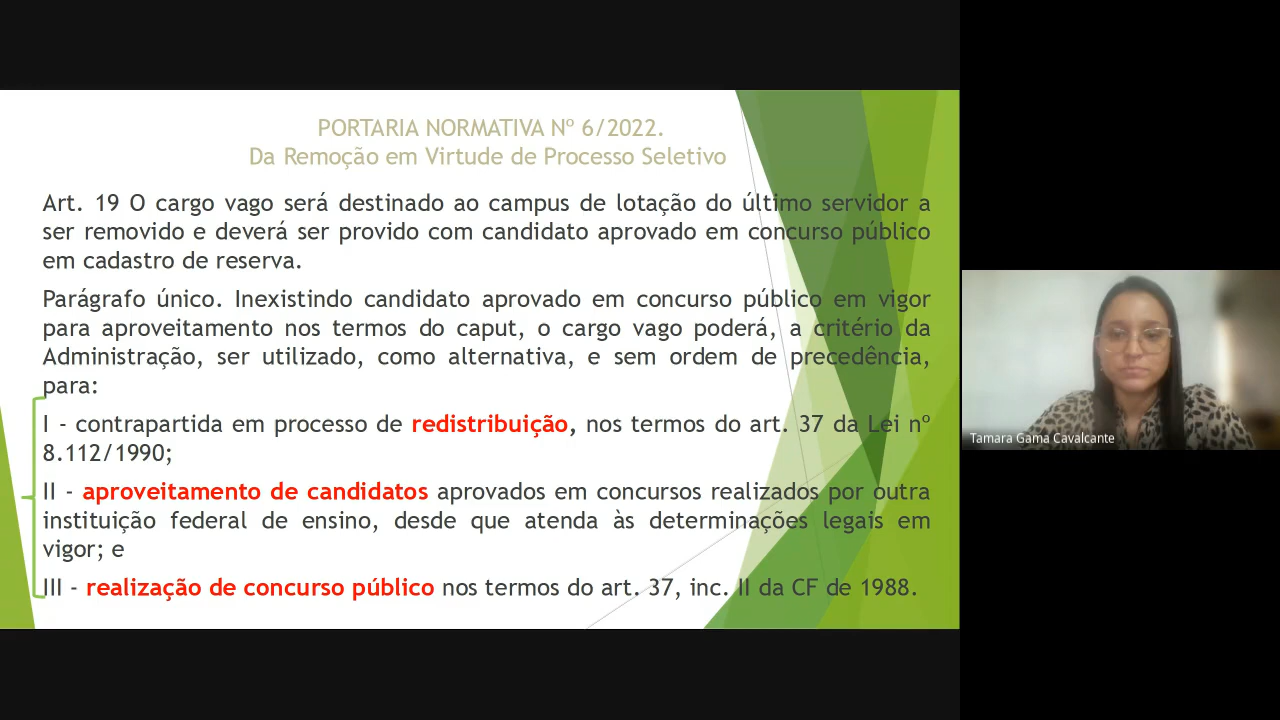 PORTARIA NORMATIVA Nº 6/2022.
Da Remoção em Virtude de Processo Seletivo
Art. 19 O cargo vago será destinado ao campus de lotação do último servidor a
ser removido e deverá ser provido com candidato aprovado em concurso público
em cadastro de reserva.
Parágrafo único. Inexistindo candidato aprovado em concurso público em vigor
para aproveitamento nos termos do caput, o cargo vago poderá, a critério da
Administração, ser utilizado, como alternativa, e sem ordem de precedência,
para:
I - contrapartida em processo de redistribuição, nos termos do art. 37 da Lei nº
8.112/1990;
II - aproveitamento de candidatos aprovados em concursos realizados por outra
instituição federal de ensino, desde que atenda às determinações legais em
vigor; e
III - realização de concurso público nos termos do art. 37, inc. II da CF de 1988.
Tamara Gama Cavalcante